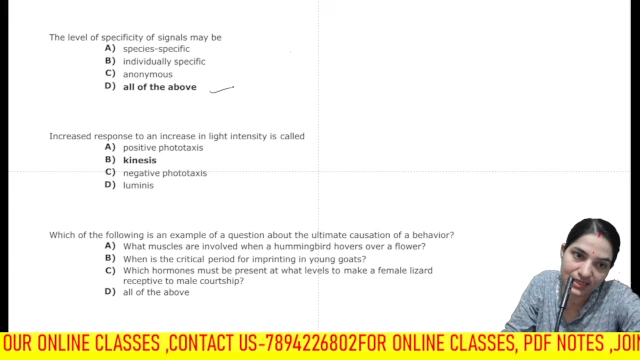 The level of specificity of signals may be
A) species-specific
B) individually specific
C) anonymous
D) all of the above
Increased response to an increase in light intensity is called
A) positive phototaxis
B) kinesis
C) negative phototaxis
D) luminis
Which of the following is an example of a question about the ultimate causation of a behavior?
A) What muscles are involved when a hummingbird hovers over a flower?
B) When is the critical period for imprinting in young goats?
C) Which hormones must be present at what levels to make a female lizard
receptive to male courtship?
D) all of the above
OUR ONLINE CLASSES ,CONTACT US-7894226802FOR ONLINE CLASSES, PDF NOTES ,JOIN